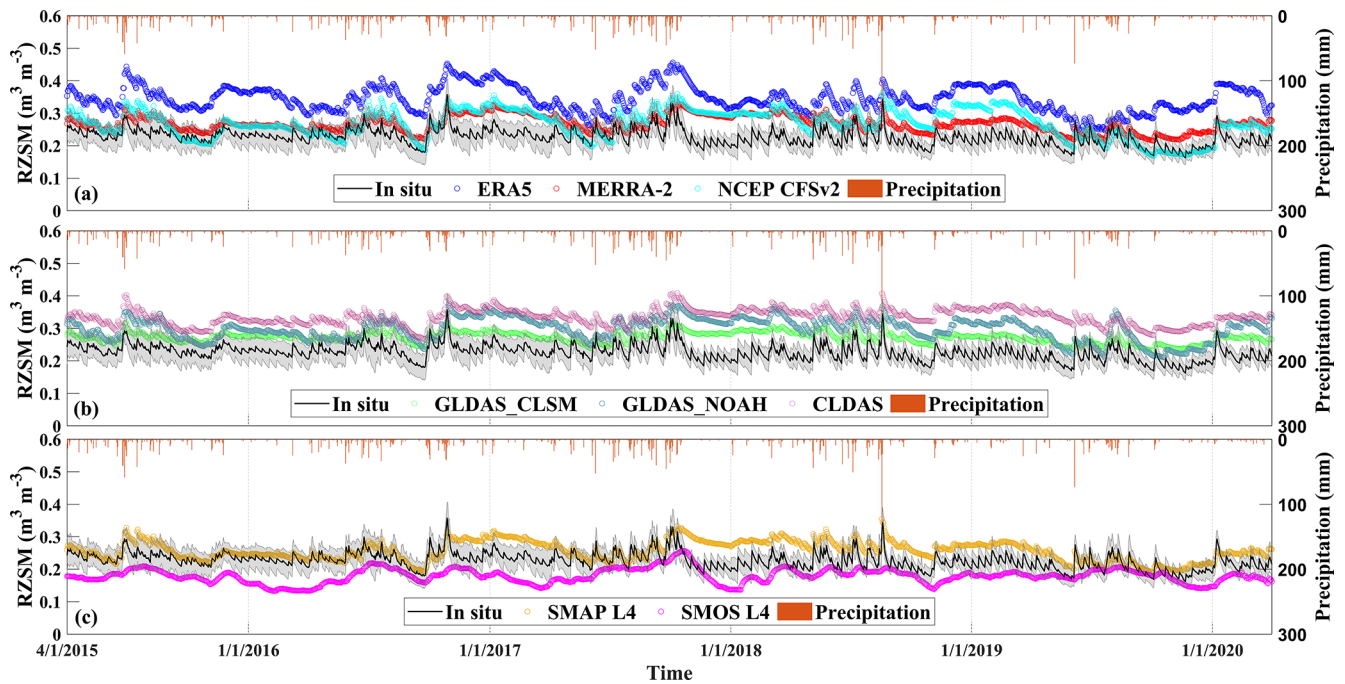 0.6
0.5
0.4
0.3
0.2
0.1
0
RZSM (m³ m⁻³)
0
100
200
300
Precipitation (mm)
(a)
In situ ERA5 MERRA-2 NCEP CFSv2 Precipitation
0.6
0.5
0.4
0.3
0.2
0.1
0
RZSM (m³ m⁻³)
0
100
200
300
Precipitation (mm)
(b)
In situ GLDAS_CLSM GLDAS_NOAH CLDAS Precipitation
0.6
0.5
0.4
0.3
0.2
0.1
0
RZSM (m³ m⁻³)
0
100
200
300
Precipitation (mm)
(c)
In situ SMAP L4 SMOS L4 Precipitation
4/1/2015 1/1/2016 1/1/2017 1/1/2018 1/1/2019 1/1/2020
Time